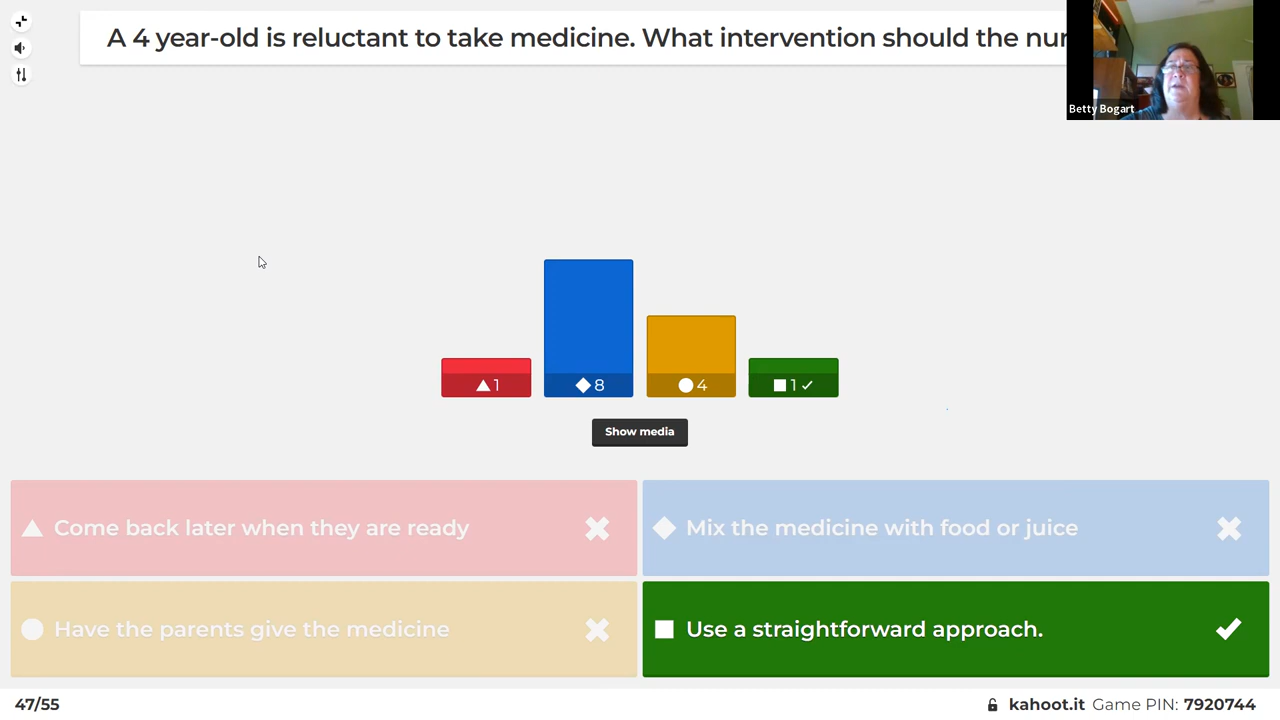 A 4 year-old is reluctant to take medicine. What intervention should the nur
Betty Bogart
1
8
4
1
Show media
Come back later when they are ready
Mix the medicine with food or juice
Have the parents give the medicine
Use a straightforward approach.
47/55
kahoot.it Game PIN: 7920744